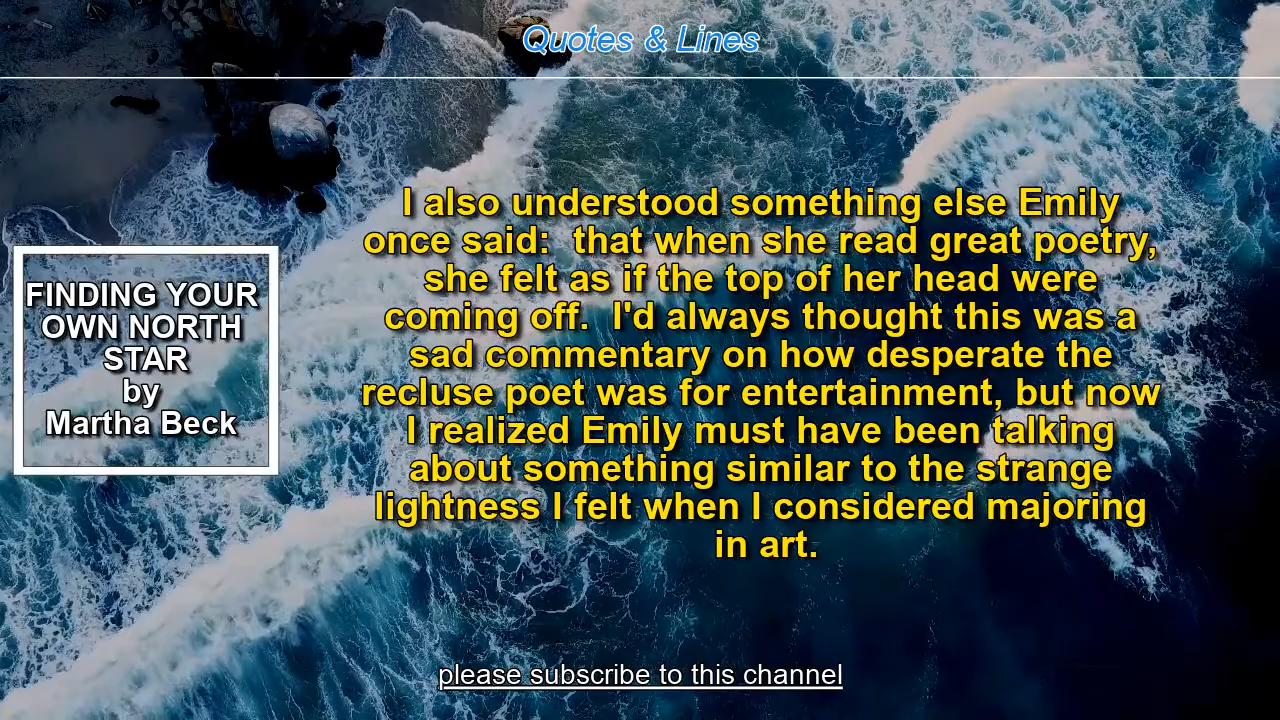 Quotes & Lines
FINDING YOUR
OWN NORTH
STAR
by
Martha Beck
I also understood something else Emily
once said:  that when she read great poetry,
she felt as if the top of her head were
coming off.  I'd always thought this was a
sad commentary on how desperate the
recluse poet was for entertainment, but now
I realized Emily must have been talking
about something similar to the strange
lightness I felt when I considered majoring
in art.
please subscribe to this channel